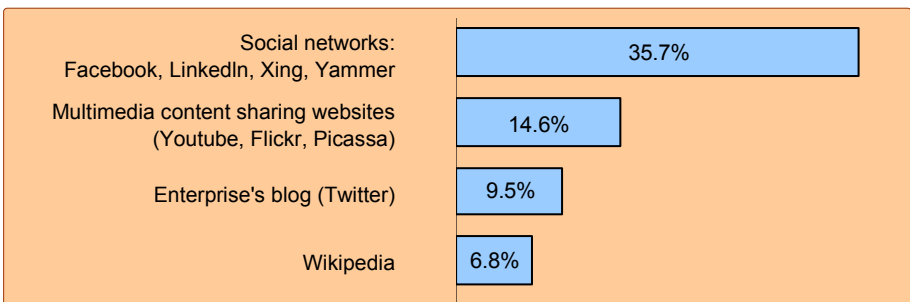 Social networks:
Facebook, LinkedIn, Xing, Yammer
35.7%
Multimedia content sharing websites
(Youtube, Flickr, Picassa)
14.6%
Enterprise's blog (Twitter)
9.5%
Wikipedia
6.8%